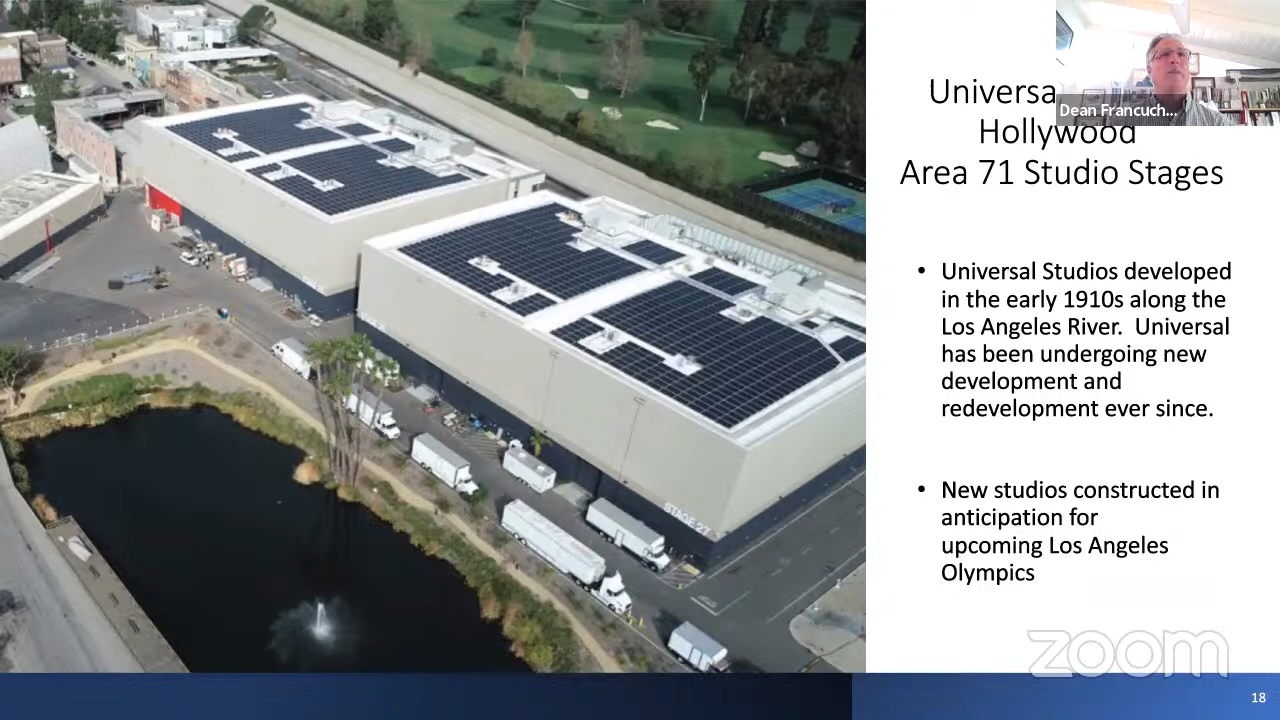 Universa
Hollywood
Area 71 Studio Stages
Dean Francuch...
• Universal Studios developed
in the early 1910s along the
Los Angeles River. Universal
has been undergoing new
development and
redevelopment ever since.
• New studios constructed in
anticipation for
upcoming Los Angeles
Olympics
STAGE 27
zoom
18